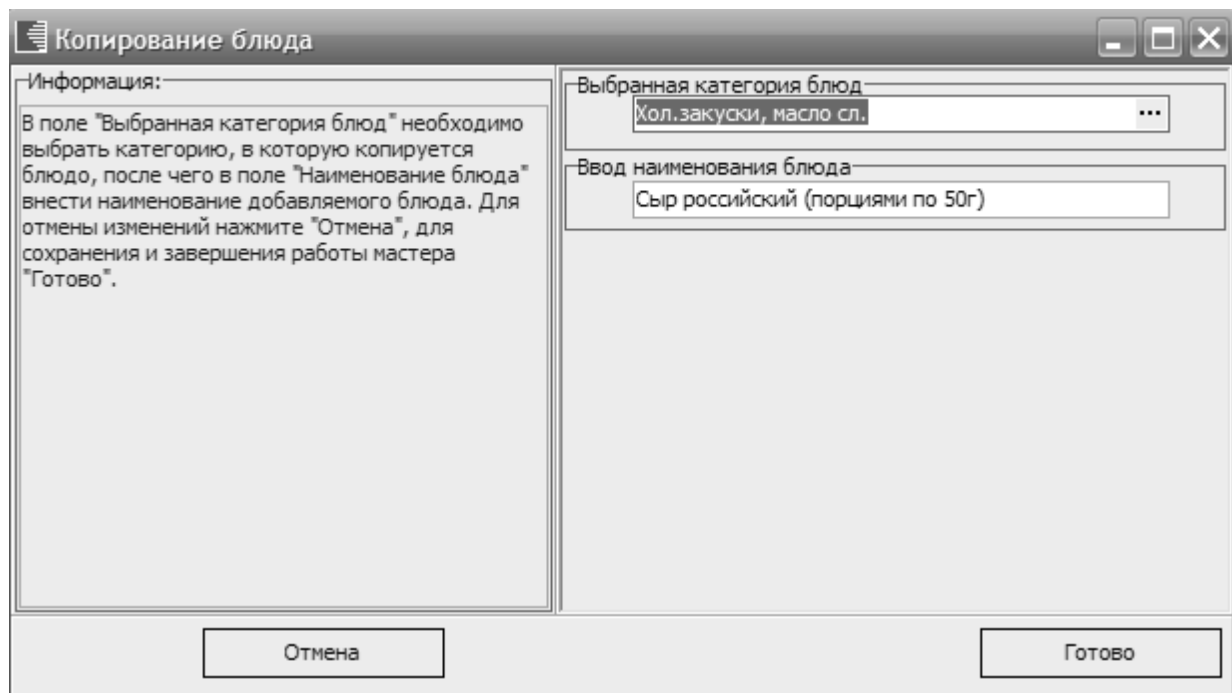 Копирование блюда
Информация:
В поле "Выбранная категория блюд" необходимо
выбрать категорию, в которую копируется
блюдо, после чего в поле "Наименование блюда"
внести наименование добавляемого блюда. Для
отмены изменений нажмите "Отмена", для
сохранения и завершения работы мастера
"Готово".
Выбранная категория блюд
Хол.закуски, масло сл.
...
Ввод наименования блюда
Сыр российский (порциями по 50г)
Отмена
Готово